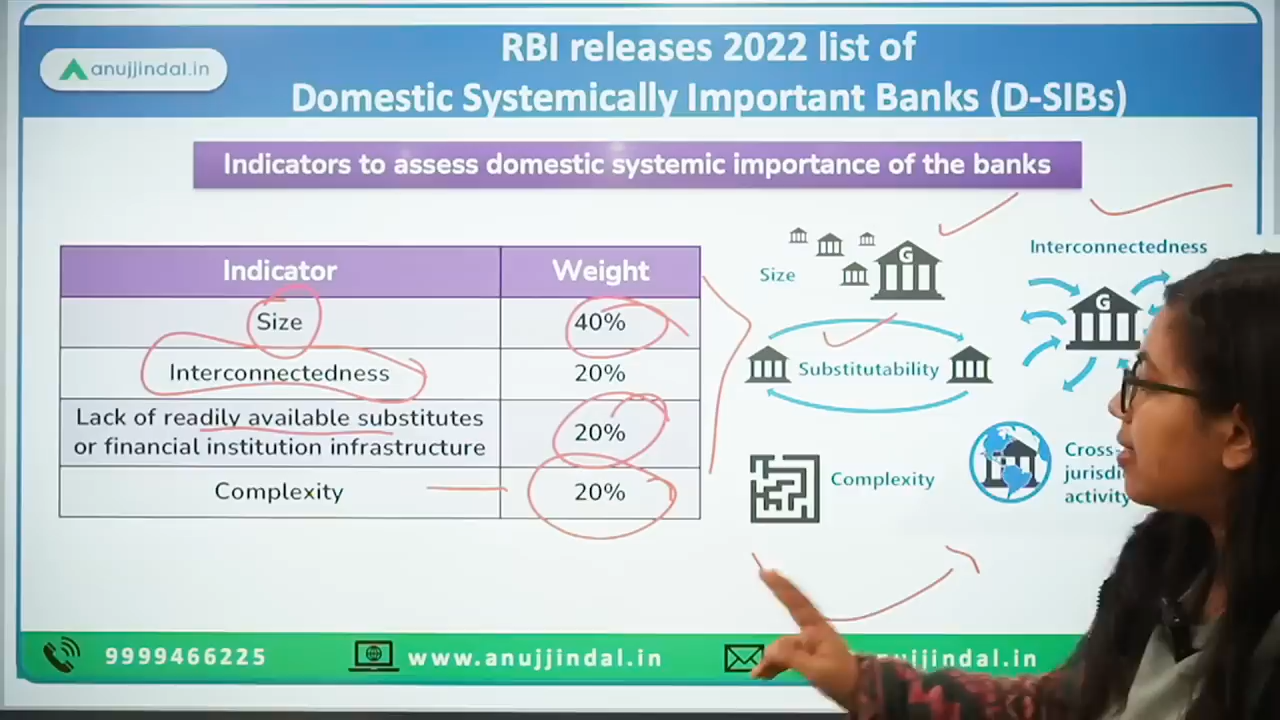 anujjindal.in
RBI releases 2022 list of
Domestic Systemically Important Banks (D-SIBs)
Indicators to assess domestic systemic importance of the banks
Indicator Weight
Size 40%
Interconnectedness 20%
Lack of readily available substitutes
or financial institution infrastructure 20%
Complexity 20%
Size
G
Interconnectedness
G
Substitutability
Complexity
Cross-
activity
9999466225
www.anujjindal.in